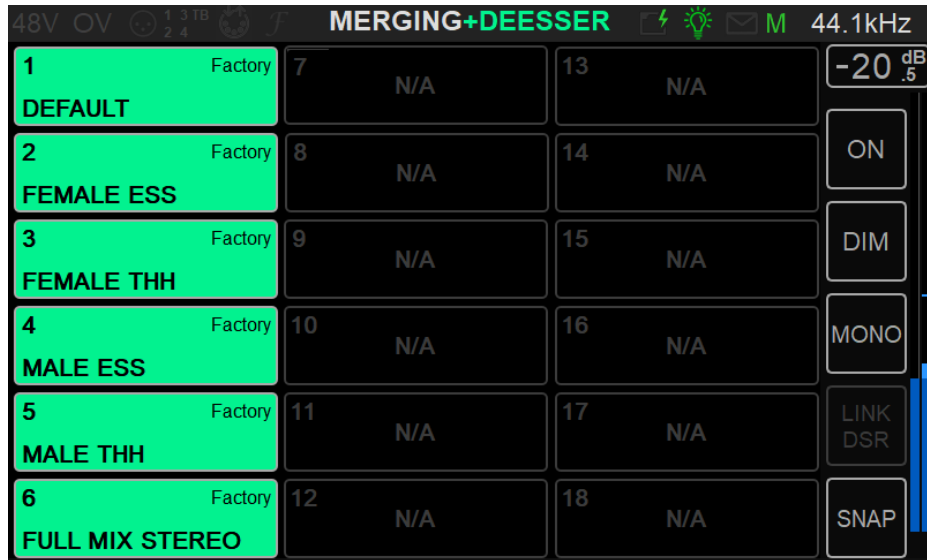 48V OV 1 3 TB 2 4 MERGING+DEESSER M 44.1kHz
1 Factory
DEFAULT
2 Factory
FEMALE ESS
3 Factory
FEMALE THH
4 Factory
MALE ESS
5 Factory
MALE THH
6 Factory
FULL MIX STEREO
7
N/A
8
N/A
9
N/A
10
N/A
11
N/A
12
N/A
13
N/A
14
N/A
15
N/A
16
N/A
17
N/A
18
N/A
-20 dB
.5
ON
DIM
MONO
LINK
DSR
SNAP